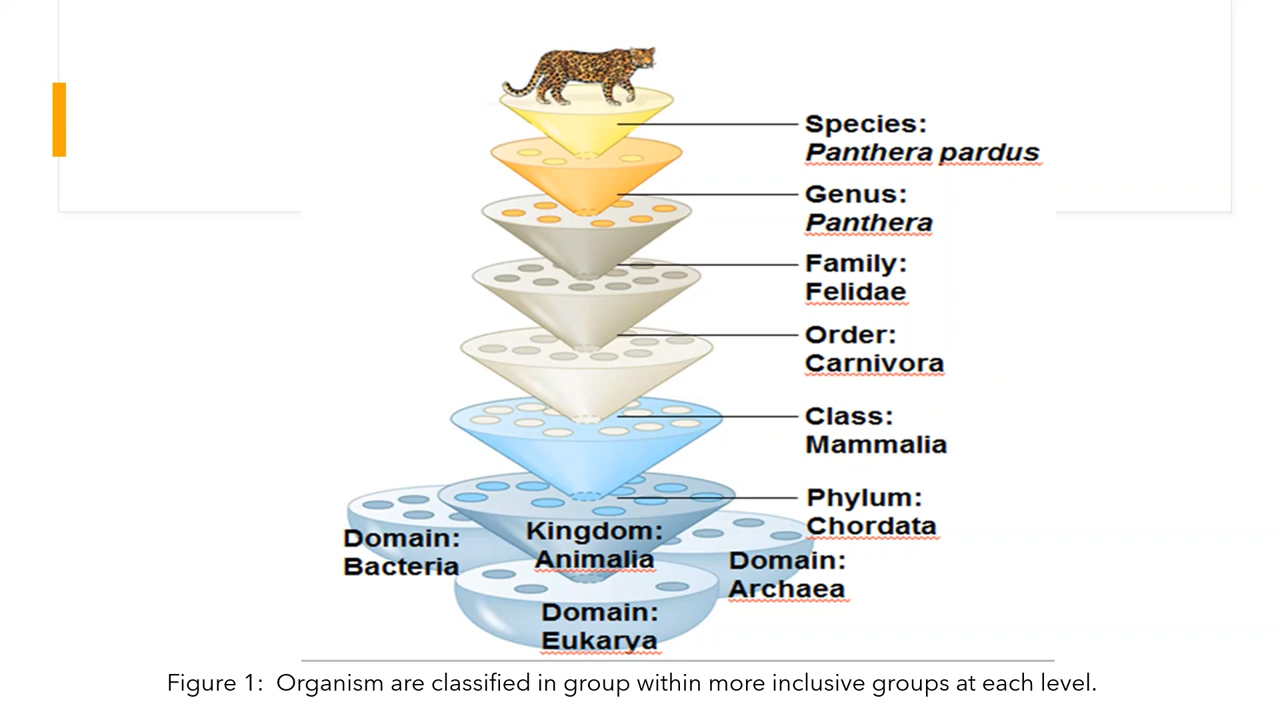 Species:
Panthera pardus
Genus:
Panthera
Family:
Felidae
Order:
Carnivora
Class:
Mammalia
Phylum:
Chordata
Kingdom:
Animalia
Domain:
Bacteria
Domain:
Archaea
Domain:
Eukarya
Figure 1: Organism are classified in group within more inclusive groups at each level.